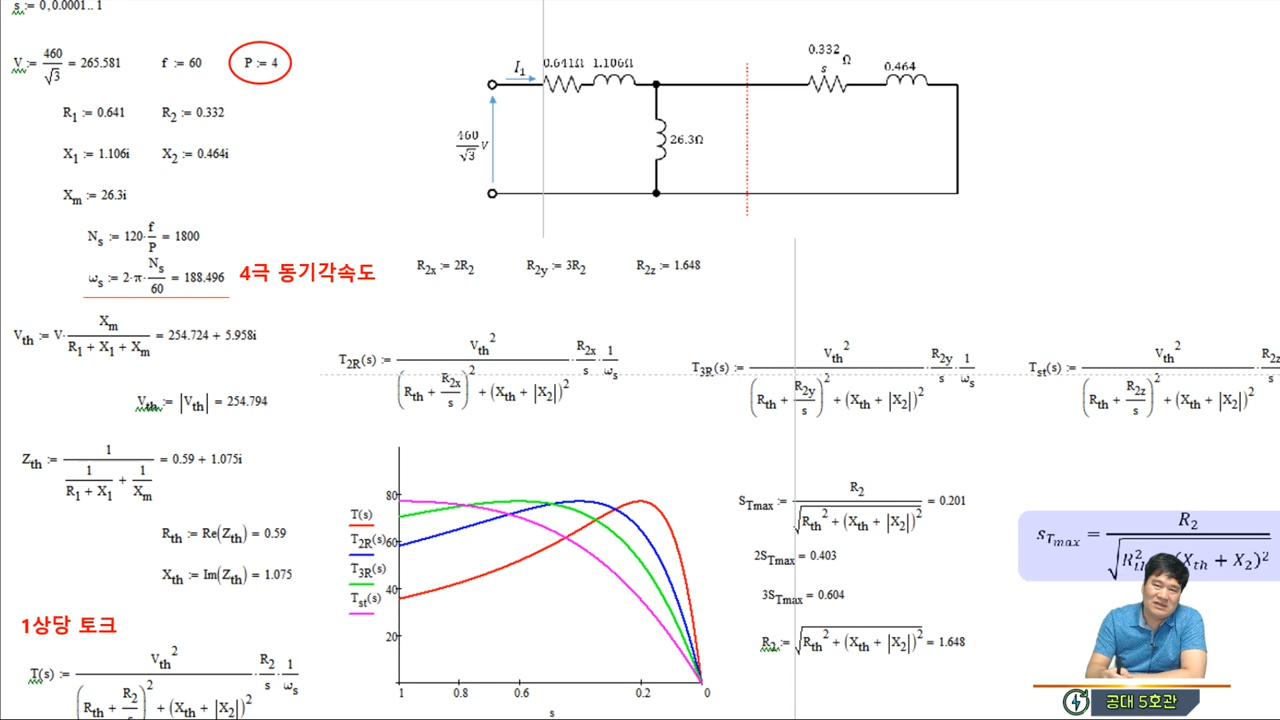 s := 0,0.0001.. 1
V := 460/√3 = 265.581 f := 60 P := 4
R1 := 0.641 R2 := 0.332
X1 := 1.106i X2 := 0.464i
Xm := 26.3i
Ns := 120·f/P = 1800
ωs := 2·π·Ns/60 = 188.496 4극 동기각속도
I1 0.641Ω 1.106Ω 0.332/s Ω 0.464
460/√3 V 26.3Ω
R2x := 2R2 R2y := 3R2 R2z := 1.648
Vth := V·Xm/(R1 + X1 + Xm) = 254.724 + 5.958i
Vth := |Vth| = 254.794
T2R(s) := Vth²/((Rth + R2x/s)² + (Xth + |X2|)²)·R2x/s·1/ωs
T3R(s) := Vth²/((Rth + R2y/s)² + (Xth + |X2|)²)·R2y/s·1/ωs
Tst(s) := Vth²/((Rth + R2z/s)² + (Xth + |X2|)²)·R2z/s
Zth := 1/(1/(R1 + X1) + 1/Xm) = 0.59 + 1.075i
Rth := Re(Zth) = 0.59
Xth := Im(Zth) = 1.075
1상당 토크
T(s) := Vth²/((Rth + R2/s)² + (Xth + |X2|)²)·R2/s·1/ωs
T(s)
T2R(s)
T3R(s)
Tst(s)
80
60
40
20
1 0.8 0.6 0.2 0
s
STmax := R2/√(Rth² + (Xth + |X2|)²) = 0.201
2STmax = 0.403
3STmax = 0.604
R2 := √(Rth² + (Xth + |X2|)²) = 1.648
sTmax = R2/√(Rth² (Xth + X2)²)
공대 5호관